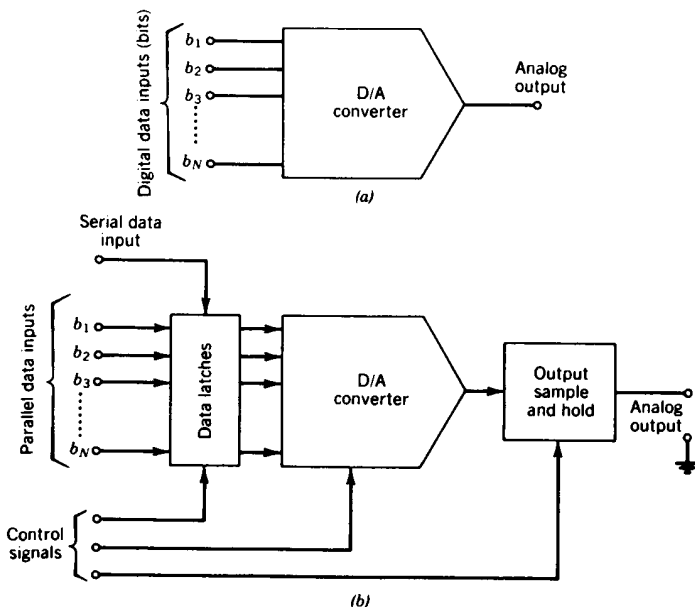 Digital data inputs (bits)
b1
b2
b3
bN
D/A
converter
Analog
output
(a)
Serial data
input
Parallel data inputs
b1
b2
b3
bN
Data latches
D/A
converter
Output
sample
and hold
Analog
output
Control
signals
(b)